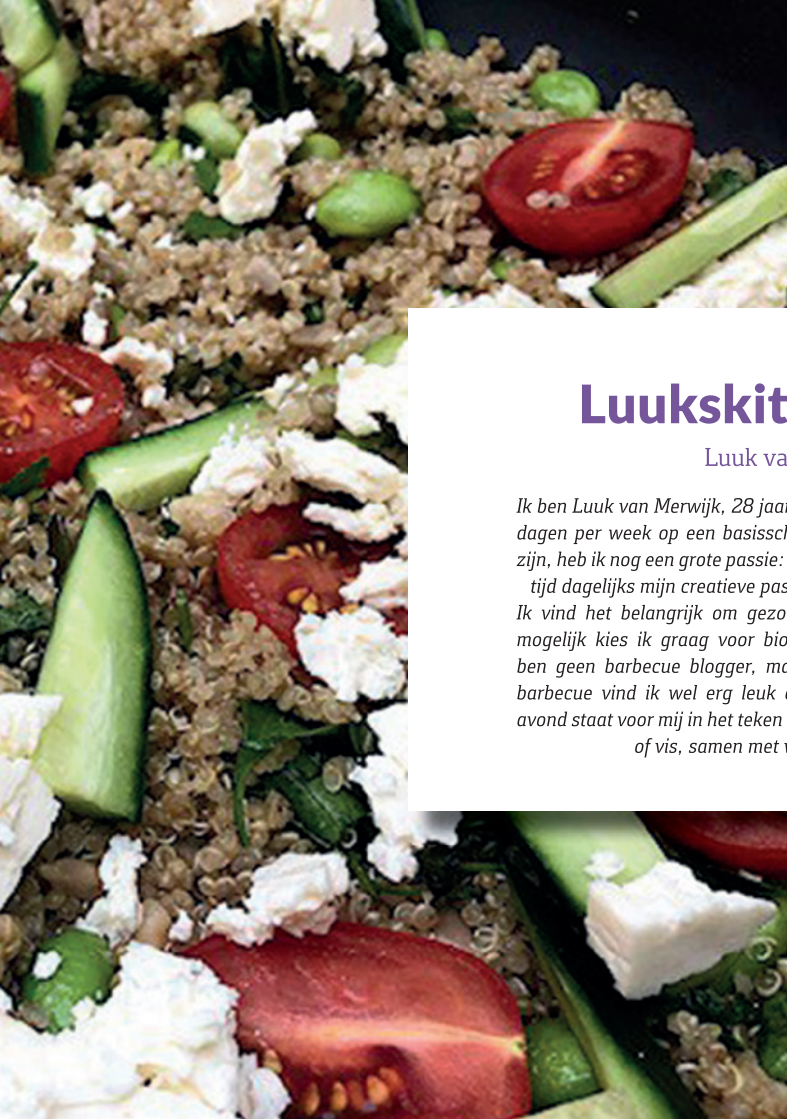 Luukskit
Luuk va
Ik ben Luuk van Merwijk, 28 jaar
dagen per week op een basissch
zijn, heb ik nog een grote passie:
tijd dagelijks mijn creatieve pas
Ik vind het belangrijk om gezo
mogelijk kies ik graag voor bio
ben geen barbecue blogger, ma
barbecue vind ik wel erg leuk
avond staat voor mij in het teken
of vis, samen met v